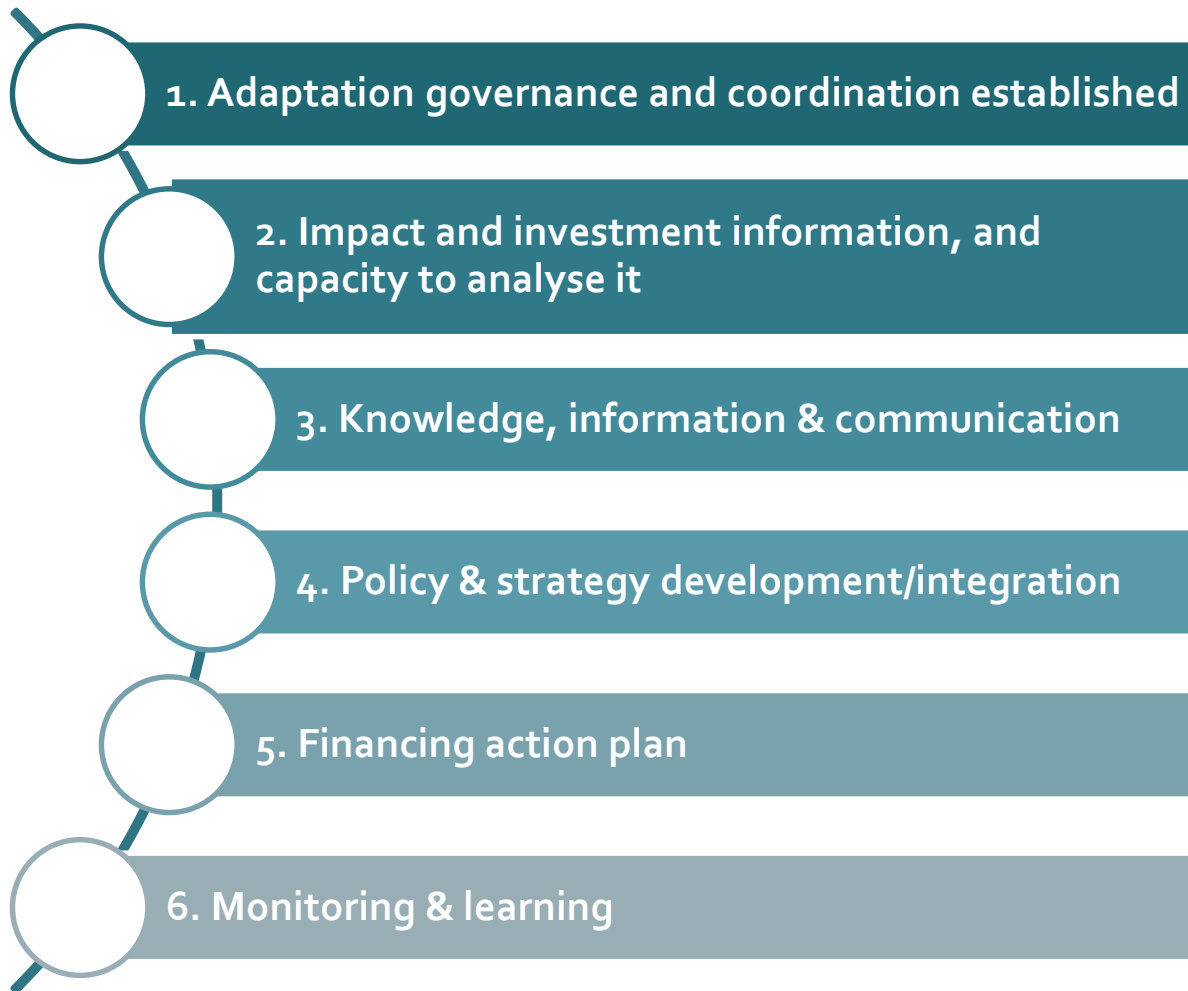 1. Adaptation governance and coordination established
2. Impact and investment information, and
capacity to analyse it
3. Knowledge, information & communication
4. Policy & strategy development/integration
5. Financing action plan
6. Monitoring & learning